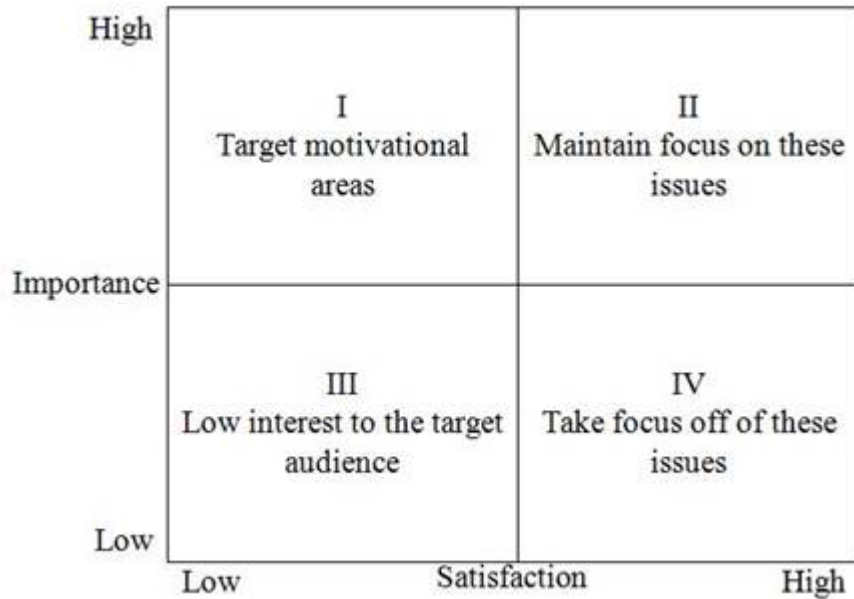 High
I
Target motivational
areas
II
Maintain focus on these
issues
Importance
III
Low interest to the target
audience
IV
Take focus off of these
issues
Low
Low
Satisfaction
High